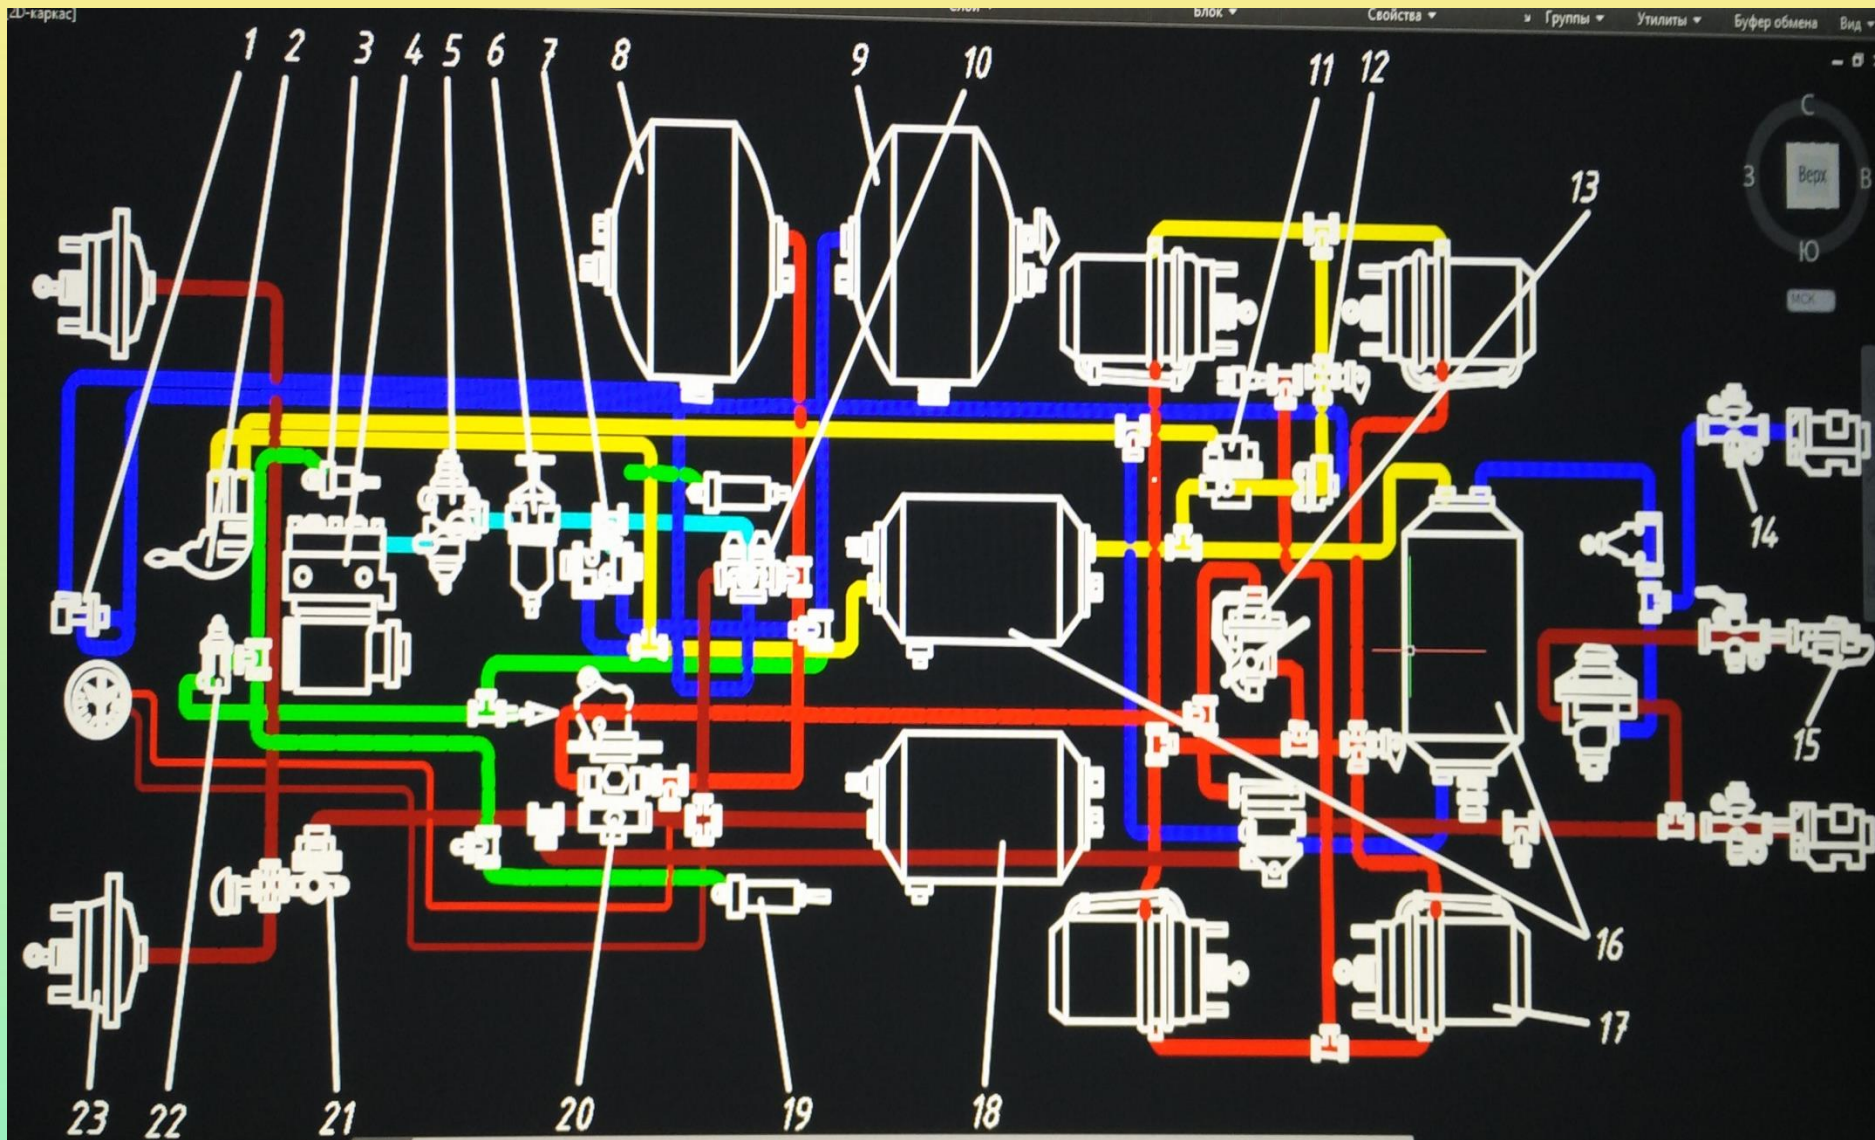 2D-каркас]
Блок
Свойства
Группы
Утилиты
Буфер обмена
Вид
1 2 3 4 5 6 7 8 9 10 11 12
13
С
З Верх В
Ю
МСК
14
15
16
17
23 22 21 20 19 18